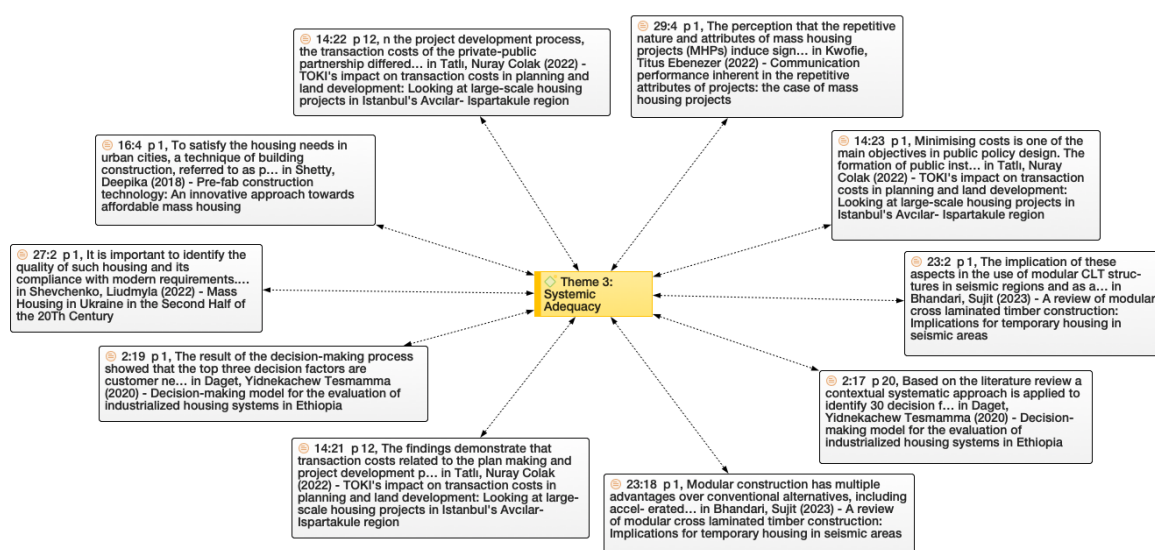 14:22 p 12, n the project development process,
the transaction costs of the private-public
partnership differed… in Tatlı, Nuray Colak (2022) -
TOKI's impact on transaction costs in planning and
land development: Looking at large-scale housing
projects in Istanbul's Avcılar- Ispartakule region
29:4 p 1, The perception that the repetitive
nature and attributes of mass housing
projects (MHPs) induce sign… in Kwofie,
Titus Ebenezer (2022) - Communication
performance inherent in the repetitive
attributes of projects: the case of mass
housing projects
16:4 p 1, To satisfy the housing needs in
urban cities, a technique of building
construction, referred to as p… in Shetty,
Deepika (2018) - Pre-fab construction
technology: An innovative approach towards
affordable mass housing
14:23 p 1, Minimising costs is one of the
main objectives in public policy design. The
formation of public inst… in Tatlı, Nuray
Colak (2022) - TOKI's impact on transaction
costs in planning and land development:
Looking at large-scale housing projects in
Istanbul's Avcılar- Ispartakule region
27:2 p 1, It is important to identify the
quality of such housing and its
compliance with modern requirements.…
in Shevchenko, Liudmyla (2022) - Mass
Housing in Ukraine in the Second Half of
the 20Th Century
Theme 3:
Systemic
Adequacy
23:2 p 1, The implication of these
aspects in the use of modular CLT struc-
tures in seismic regions and as a… in
Bhandari, Sujit (2023) - A review of modular
cross laminated timber construction:
Implications for temporary housing in
seismic areas
2:19 p 1, The result of the decision-making process
showed that the top three decision factors are
customer ne… in Daget, Yidnekachew Tesmamma
(2020) - Decision-making model for the evaluation of
industrialized housing systems in Ethiopia
2:17 p 20, Based on the literature review a
contextual systematic approach is applied to
identify 30 decision f… in Daget,
Yidnekachew Tesmamma (2020) - Decision-
making model for the evaluation of
industrialized housing systems in Ethiopia
14:21 p 12, The findings demonstrate that
transaction costs related to the plan making and
project development p… in Tatlı, Nuray Colak
(2022) - TOKI's impact on transaction costs in
planning and land development: Looking at large-
scale housing projects in Istanbul's Avcılar-
Ispartakule region
23:18 p 1, Modular construction has multiple
advantages over conventional alternatives, including
accel- erated… in Bhandari, Sujit (2023) - A
review of modular cross laminated timber construction:
Implications for temporary housing in seismic areas